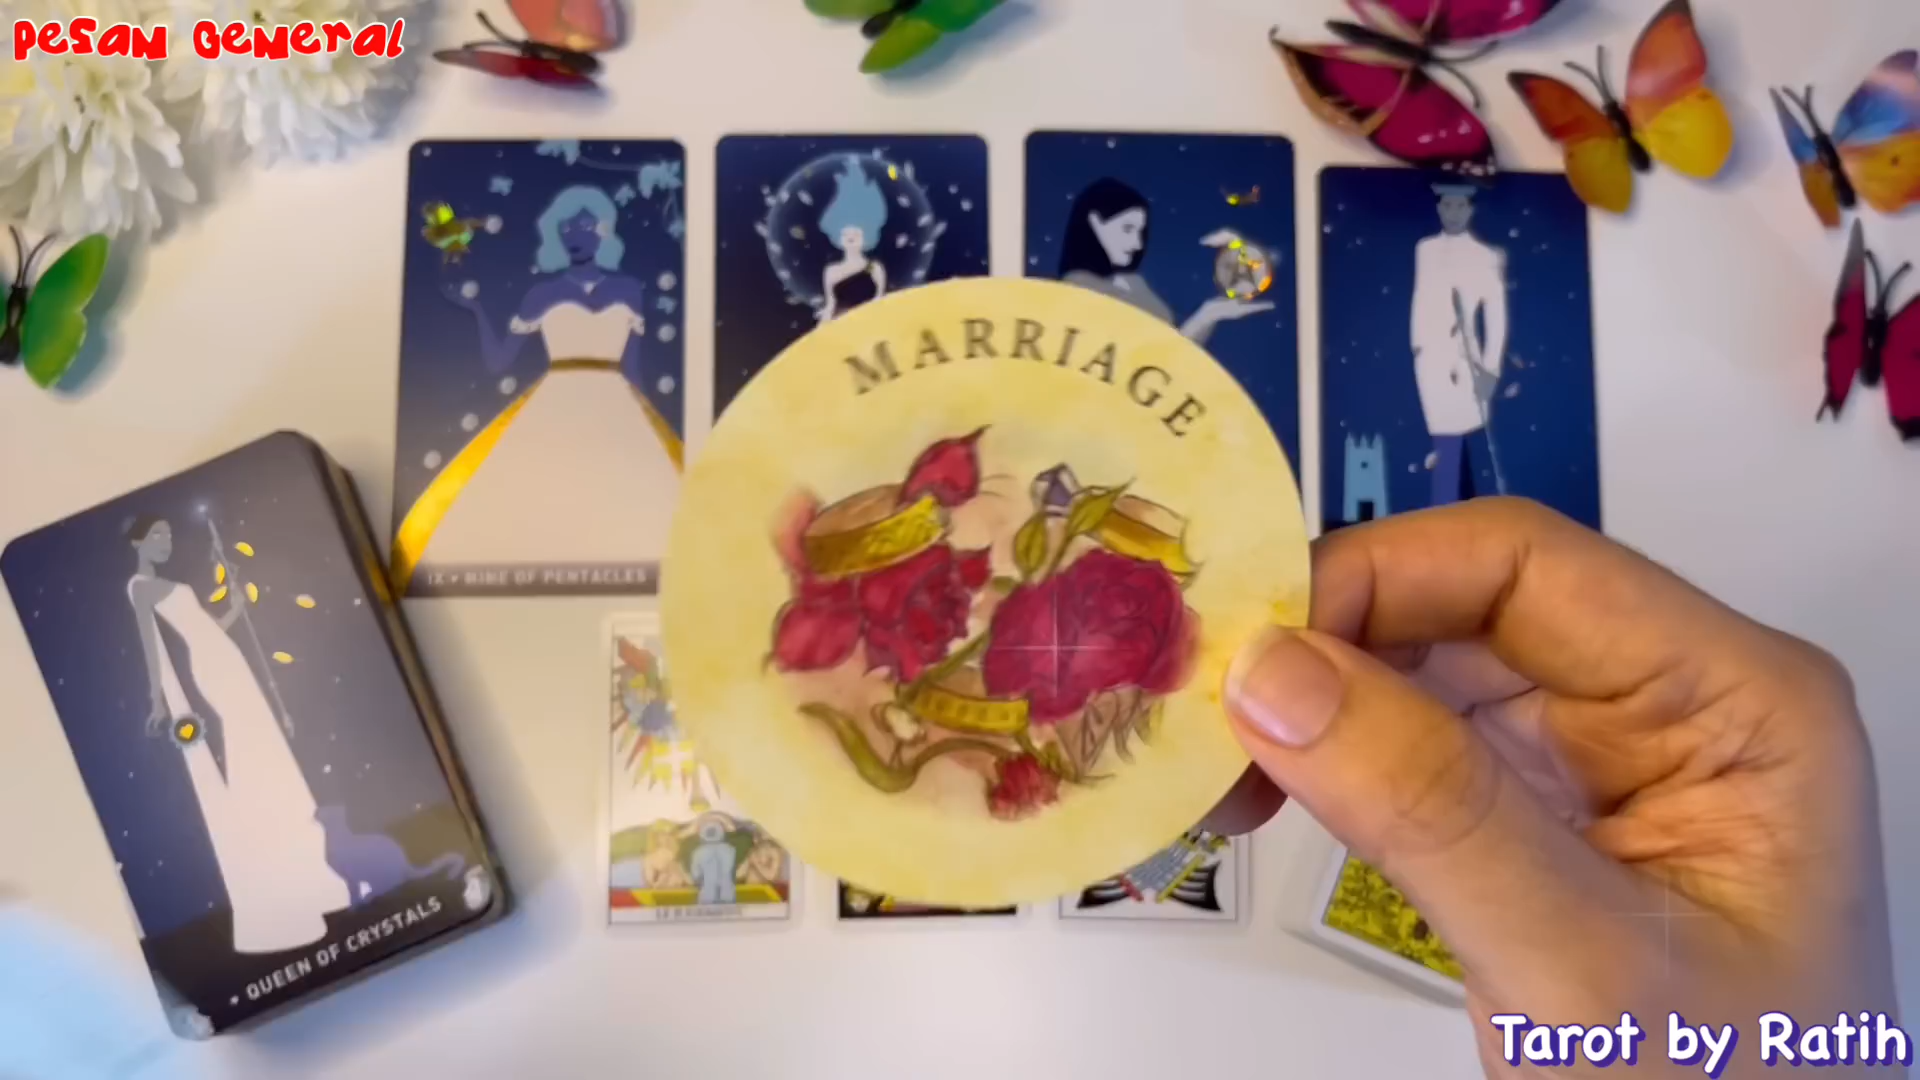 PESAN GENERAL
MARRIAGE
IX • NINE OF PENTACLES
• QUEEN OF CRYSTALS
Tarot by Ratih